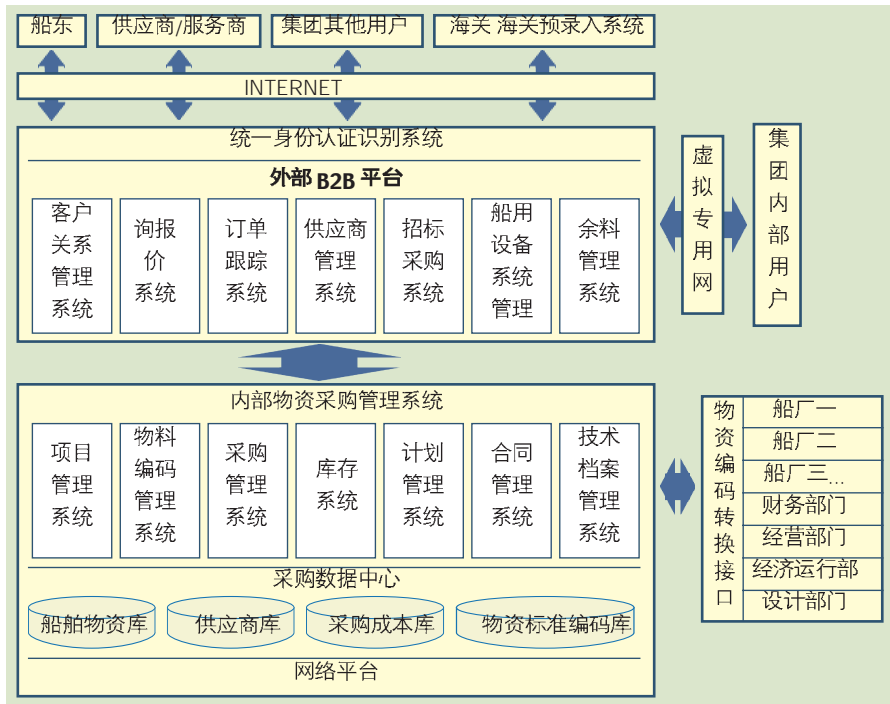 船东
供应商/服务商
集团其他用户
海关 海关预录入系统
INTERNET
统一身份认证识别系统
外部 B2B 平台
客户
关系
管理
系统
询报
价
系统
订单
跟踪
系统
供应商
管理
系统
招标
采购
系统
船用
设备
系统
管理
余料
管理
系统
虚拟专用网
集团内部用户
内部物资采购管理系统
项目
管理
系统
物料
编码
管理
系统
采购
管理
系统
库存
系统
计划
管理
系统
合同
管理
系统
技术
档案
管理
系统
采购数据中心
船舶物资库
供应商库
采购成本库
物资标准编码库
网络平台
物资编码转换接口
船厂一
船厂二
船厂三...
财务部门
经营部门
经济运行部
设计部门